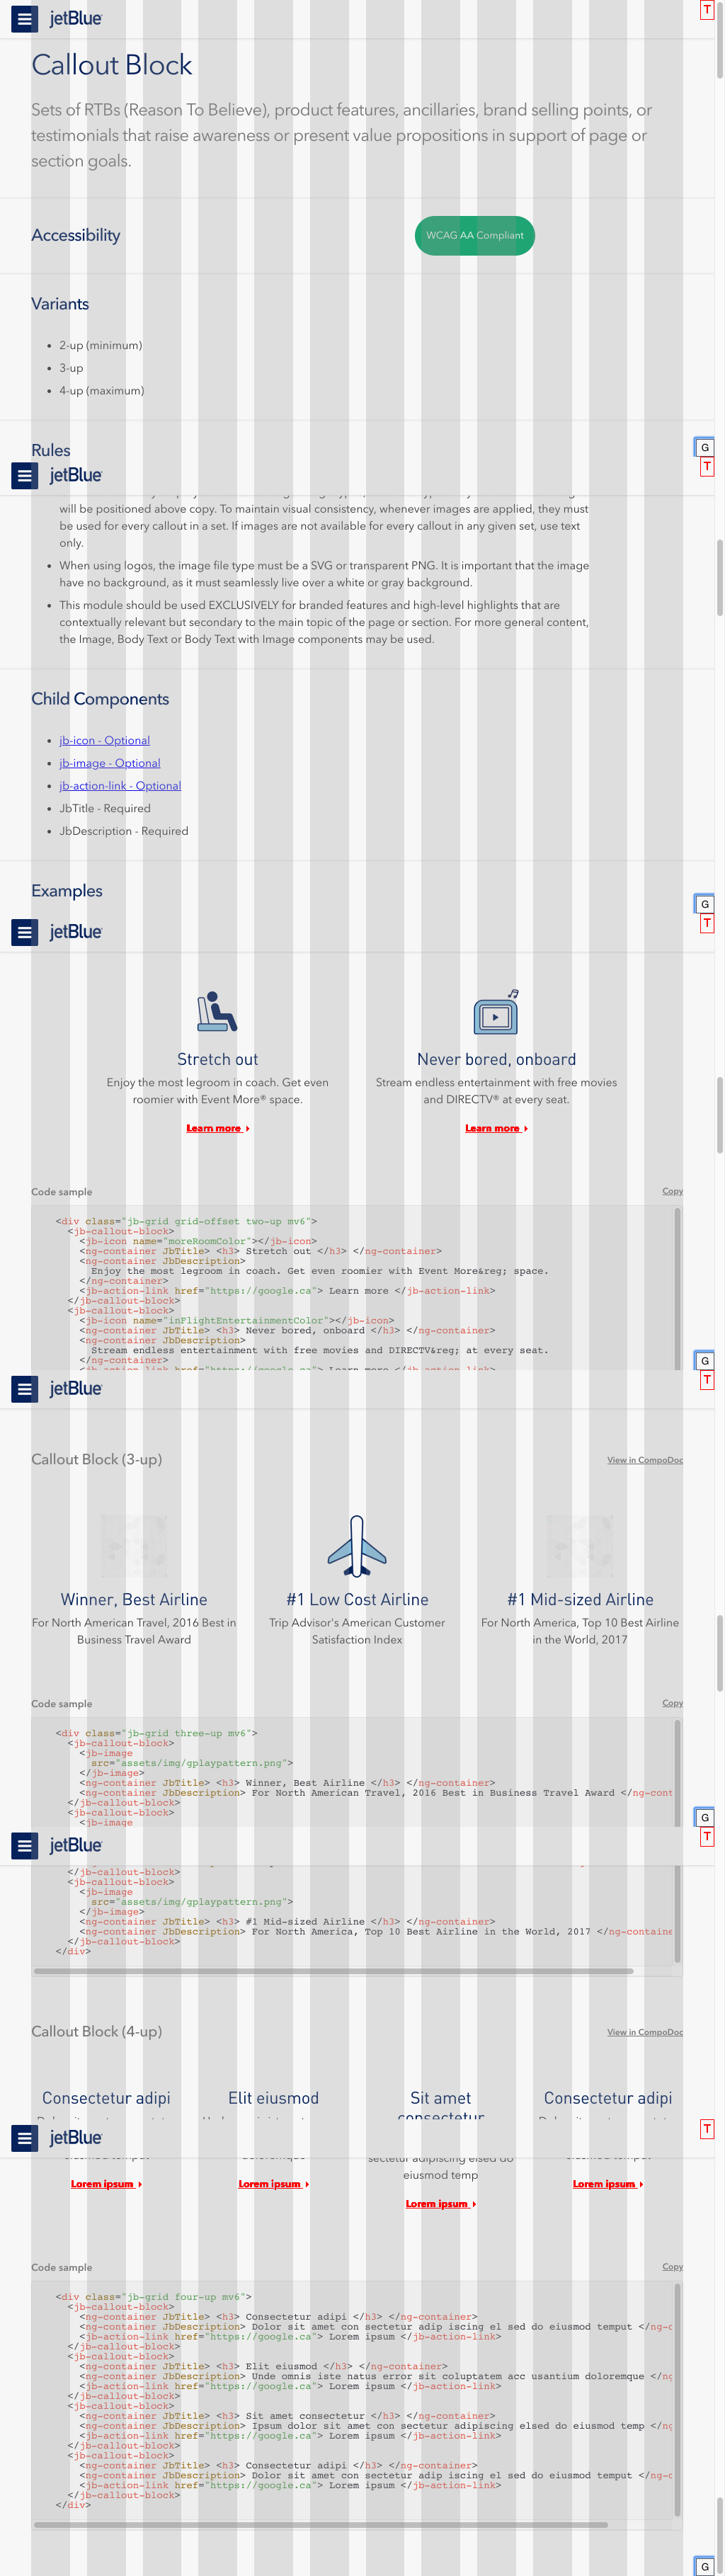 jetBlue
T
Callout Block
Sets of RTBs (Reason To Believe), product features, ancillaries, brand selling points, or
testimonials that raise awareness or present value propositions in support of page or
section goals.
Accessibility
WCAG AA Compliant
Variants
• 2-up (minimum)
• 3-up
• 4-up (maximum)
Rules
G
jetBlue
T
will be positioned above copy. To maintain visual consistency, whenever images are applied, they must
be used for every callout in a set. If images are not available for every callout in any given set, use text
only.
• When using logos, the image file type must be a SVG or transparent PNG. It is important that the image
have no background, as it must seamlessly live over a white or gray background.
• This module should be used EXCLUSIVELY for branded features and high-level highlights that are
contextually relevant but secondary to the main topic of the page or section. For more general content,
the Image, Body Text or Body Text with Image components may be used.
Child Components
• jb-icon - Optional
• jb-image - Optional
• jb-action-link - Optional
• JbTitle - Required
• JbDescription - Required
Examples
G
jetBlue
T
Stretch out
Enjoy the most legroom in coach. Get even
roomier with Event More® space.
Learn more
Never bored, onboard
Stream endless entertainment with free movies
and DIRECTV® at every seat.
Learn more
Code sample
Copy
<div class="jb-grid grid-offset two-up mv6">
<jb-callout-block>
<jb-icon name="moreRoomColor"></jb-icon>
<ng-container JbTitle> <h3> Stretch out </h3> </ng-container>
<ng-container JbDescription>
Enjoy the most legroom in coach. Get even roomier with Event More&reg; space.
</ng-container>
<jb-action-link href="https://google.ca"> Learn more </jb-action-link>
</jb-callout-block>
<jb-callout-block>
<jb-icon name="inFlightEntertainmentColor"></jb-icon>
<ng-container JbTitle> <h3> Never bored, onboard </h3> </ng-container>
<ng-container JbDescription>
Stream endless entertainment with free movies and DIRECTV&reg; at every seat.
</ng-container>
<jb-action-link href="https://google.ca"> Learn more </jb-action-link>
G
jetBlue
T
Callout Block (3-up)
View in CompoDoc
Winner, Best Airline
For North American Travel, 2016 Best in
Business Travel Award
#1 Low Cost Airline
Trip Advisor's American Customer
Satisfaction Index
#1 Mid-sized Airline
For North America, Top 10 Best Airline
in the World, 2017
Code sample
Copy
<div class="jb-grid three-up mv6">
<jb-callout-block>
<jb-image
src="assets/img/gplaypattern.png">
</jb-image>
<ng-container JbTitle> <h3> Winner, Best Airline </h3> </ng-container>
<ng-container JbDescription> For North American Travel, 2016 Best in Business Travel Award </ng-cont
</jb-callout-block>
<jb-callout-block>
<jb-image
G
jetBlue
T
</jb-callout-block>
<jb-callout-block>
<jb-image
src="assets/img/gplaypattern.png">
</jb-image>
<ng-container JbTitle> <h3> #1 Mid-sized Airline </h3> </ng-container>
<ng-container JbDescription> For North America, Top 10 Best Airline in the World, 2017 </ng-containe
</jb-callout-block>
</div>
Callout Block (4-up)
View in CompoDoc
Consectetur adipi
Elit eiusmod
Sit amet
consectetur
Consectetur adipi
jetBlue
T
sectetur adipiscing elsed do
eiusmod temp
Lorem ipsum
Lorem ipsum
Lorem ipsum
Lorem ipsum
Code sample
Copy
<div class="jb-grid four-up mv6">
<jb-callout-block>
<ng-container JbTitle> <h3> Consectetur adipi </h3> </ng-container>
<ng-container JbDescription> Dolor sit amet con sectetur adip iscing el sed do eiusmod temput </ng-c
<jb-action-link href="https://google.ca"> Lorem ipsum </jb-action-link>
</jb-callout-block>
<jb-callout-block>
<ng-container JbTitle> <h3> Elit eiusmod </h3> </ng-container>
<ng-container JbDescription> Unde omnis iste natus error sit coluptatem acc usantium doloremque </ng
<jb-action-link href="https://google.ca"> Lorem ipsum </jb-action-link>
</jb-callout-block>
<jb-callout-block>
<ng-container JbTitle> <h3> Sit amet consectetur </h3> </ng-container>
<ng-container JbDescription> Ipsum dolor sit amet con sectetur adipiscing elsed do eiusmod temp </ng
<jb-action-link href="https://google.ca"> Lorem ipsum </jb-action-link>
</jb-callout-block>
<jb-callout-block>
<ng-container JbTitle> <h3> Consectetur adipi </h3> </ng-container>
<ng-container JbDescription> Dolor sit amet con sectetur adip iscing el sed do eiusmod temput </ng-c
<jb-action-link href="https://google.ca"> Lorem ipsum </jb-action-link>
</jb-callout-block>
</div>
G